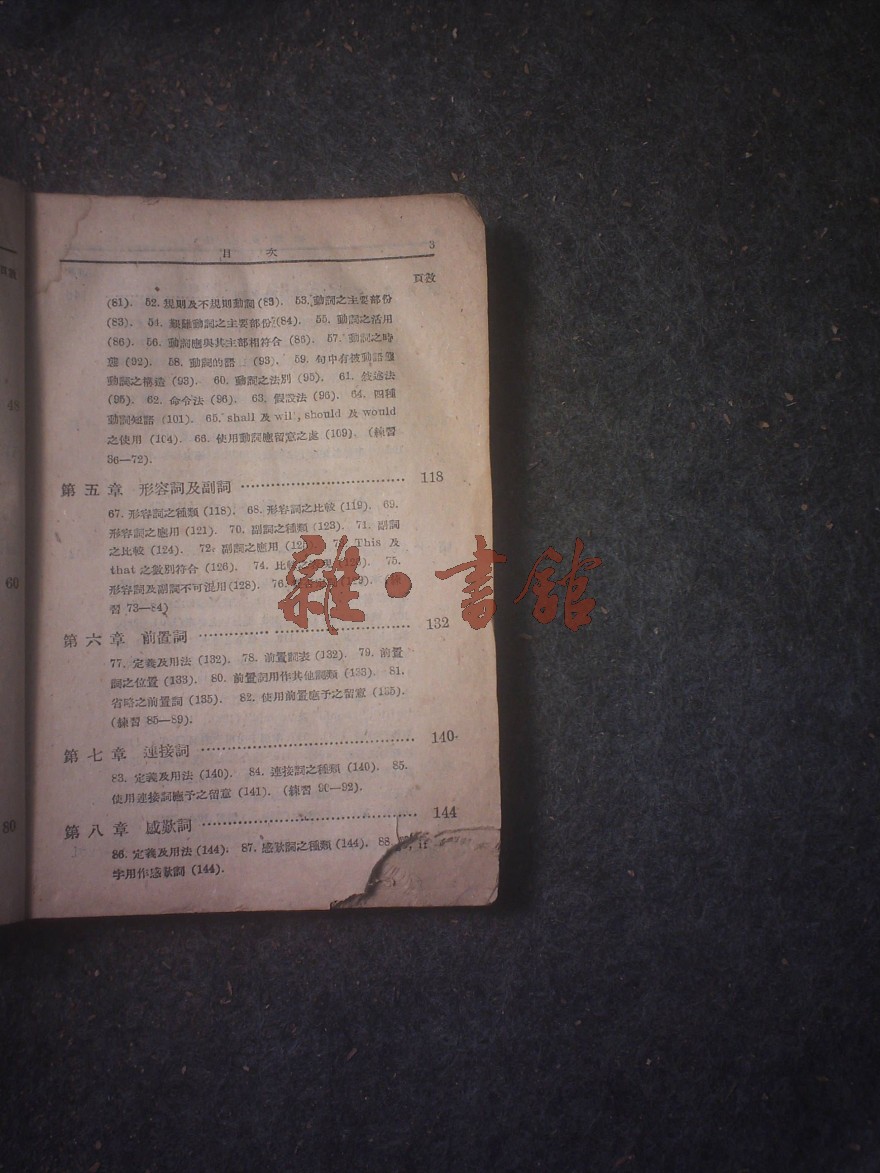 目 次 3
頁數
(81). 52. 規則及不規則動詞 (83). 53. 動詞之主要部份
(83). 54. 艱難動詞之主要部份 (84). 55. 動詞之活用
(86). 56. 動詞應與其主部相符合 (86). 57. 動詞之時
(92). 58. 動詞的語 (93). 59. 句中有被動語
動詞之構造 (93). 60. 動詞之法別 (95). 61. 敘述法
(95). 62. 命令法 (96). 63. 假設法 (96). 64. 四種
動詞短語 (101). 65. shall 及 will, should 及 would
之使用 (104). 66. 使用動詞應留意之處 (109). (練習
36—72).
第五章 形容詞及副詞 118
67. 形容詞之種類 (118). 68. 形容詞之比較 (119). 69.
形容詞之應用 (121). 70. 副詞之種類 (123). 71. 副詞
之比較 (124). 72. 副詞之應用 This 及
that 之數別符合 (126). 74. 75.
形容詞及副詞不可混用 (128). 76.
習 73—84)
第六章 前置詞 132
77. 定義及用法 (132). 78. 前置詞表 (132). 79. 前置
詞之位置 (133). 80. 前置詞用作其他詞類 (133). 81.
省略之前置詞 (135). 82. 使用前置應予之留意 (135).
(練習 85—89).
第七章 連接詞 140
83. 定義及用法 (140). 84. 連接詞之種類 (140). 85.
使用連接詞應予之留意 (141). (練習 90—92).
第八章 感歎詞 144
86. 定義及用法 (144). 87. 感歎詞之種類 (144). 88 if
字用作感歎詞 (144).
48
60
80
雜·書館